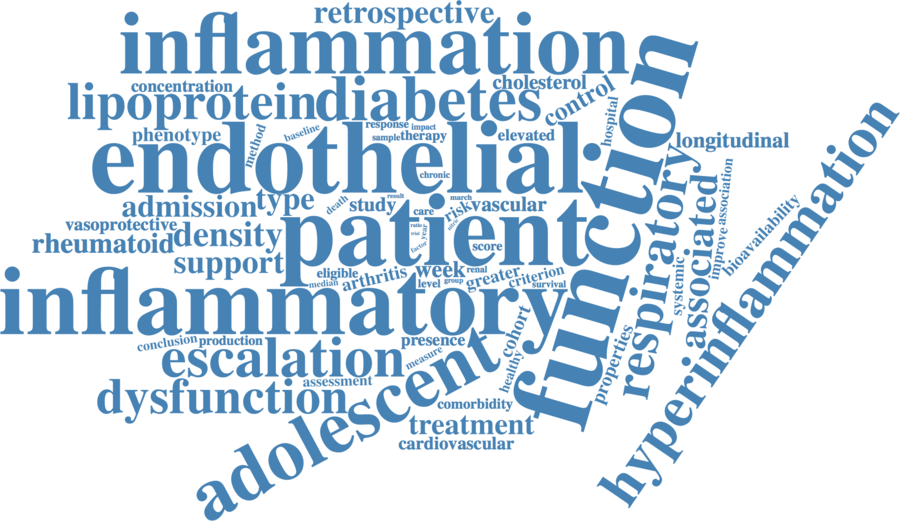 retrospective
inflammation
concentration
cholesterol
lipoprotein
diabetes
control
hospital
phenotype
method
baseline
response
impact
sample
therapy
elevated
longitudinal
endothelial
function
chronic
admission
type
death
study
result
care
march
risk
vascular
vasoprotective
rheumatoid
density
patient
ratio
trial
year
factor
score
respiratory
associated
association
improve
bioavailability
hyperinflammation
support
eligible
median
arthritis
week
renal
level
group
greater
criterion
survival
systemic
inflammatory
conclusion
production
presence
cohort
escalation
measure
healthy
properties
dysfunction
assessment
adolescent
comorbidity
treatment
cardiovascular